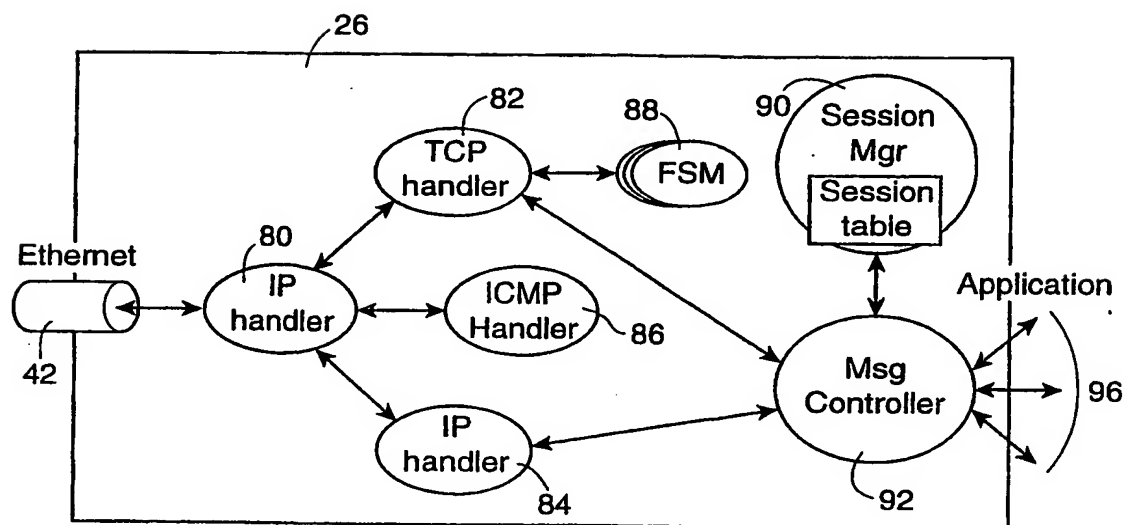 26
82
TCP
handler
88
FSM
90
Session
Mgr
Session
table
Ethernet
42
80
IP
handler
ICMP
Handler
86
IP
handler
84
Msg
Controller
92
Application
96